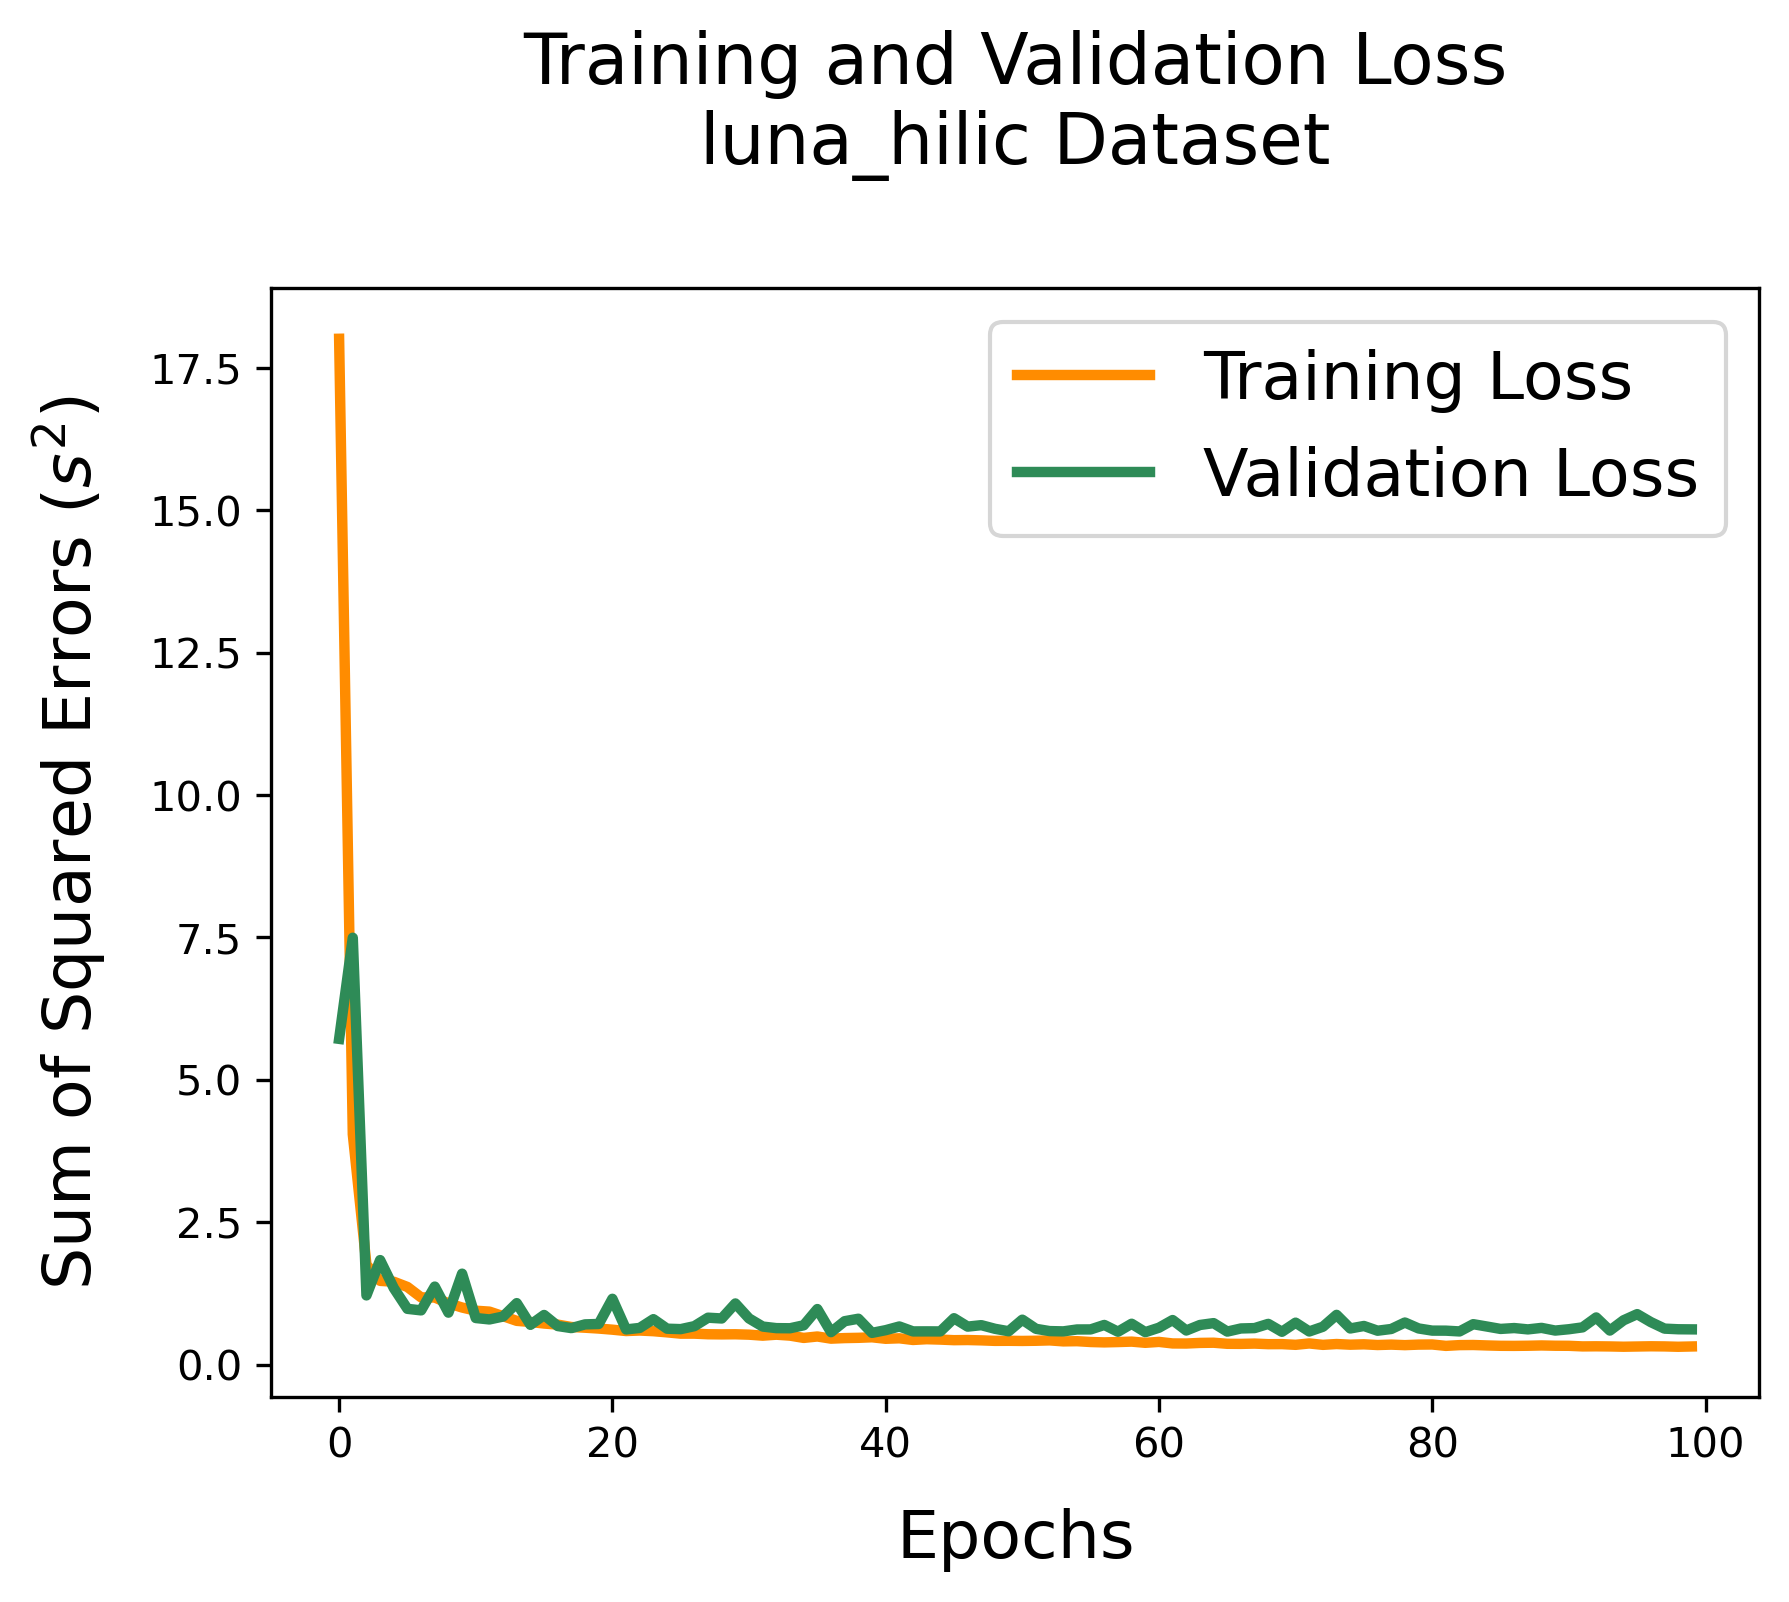 Training and Validation Loss
luna_hilic Dataset
Training Loss
Validation Loss
Sum of Squared Errors (s²)
17.5
15.0
12.5
10.0
7.5
5.0
2.5
0.0
0 20 40 60 80 100
Epochs